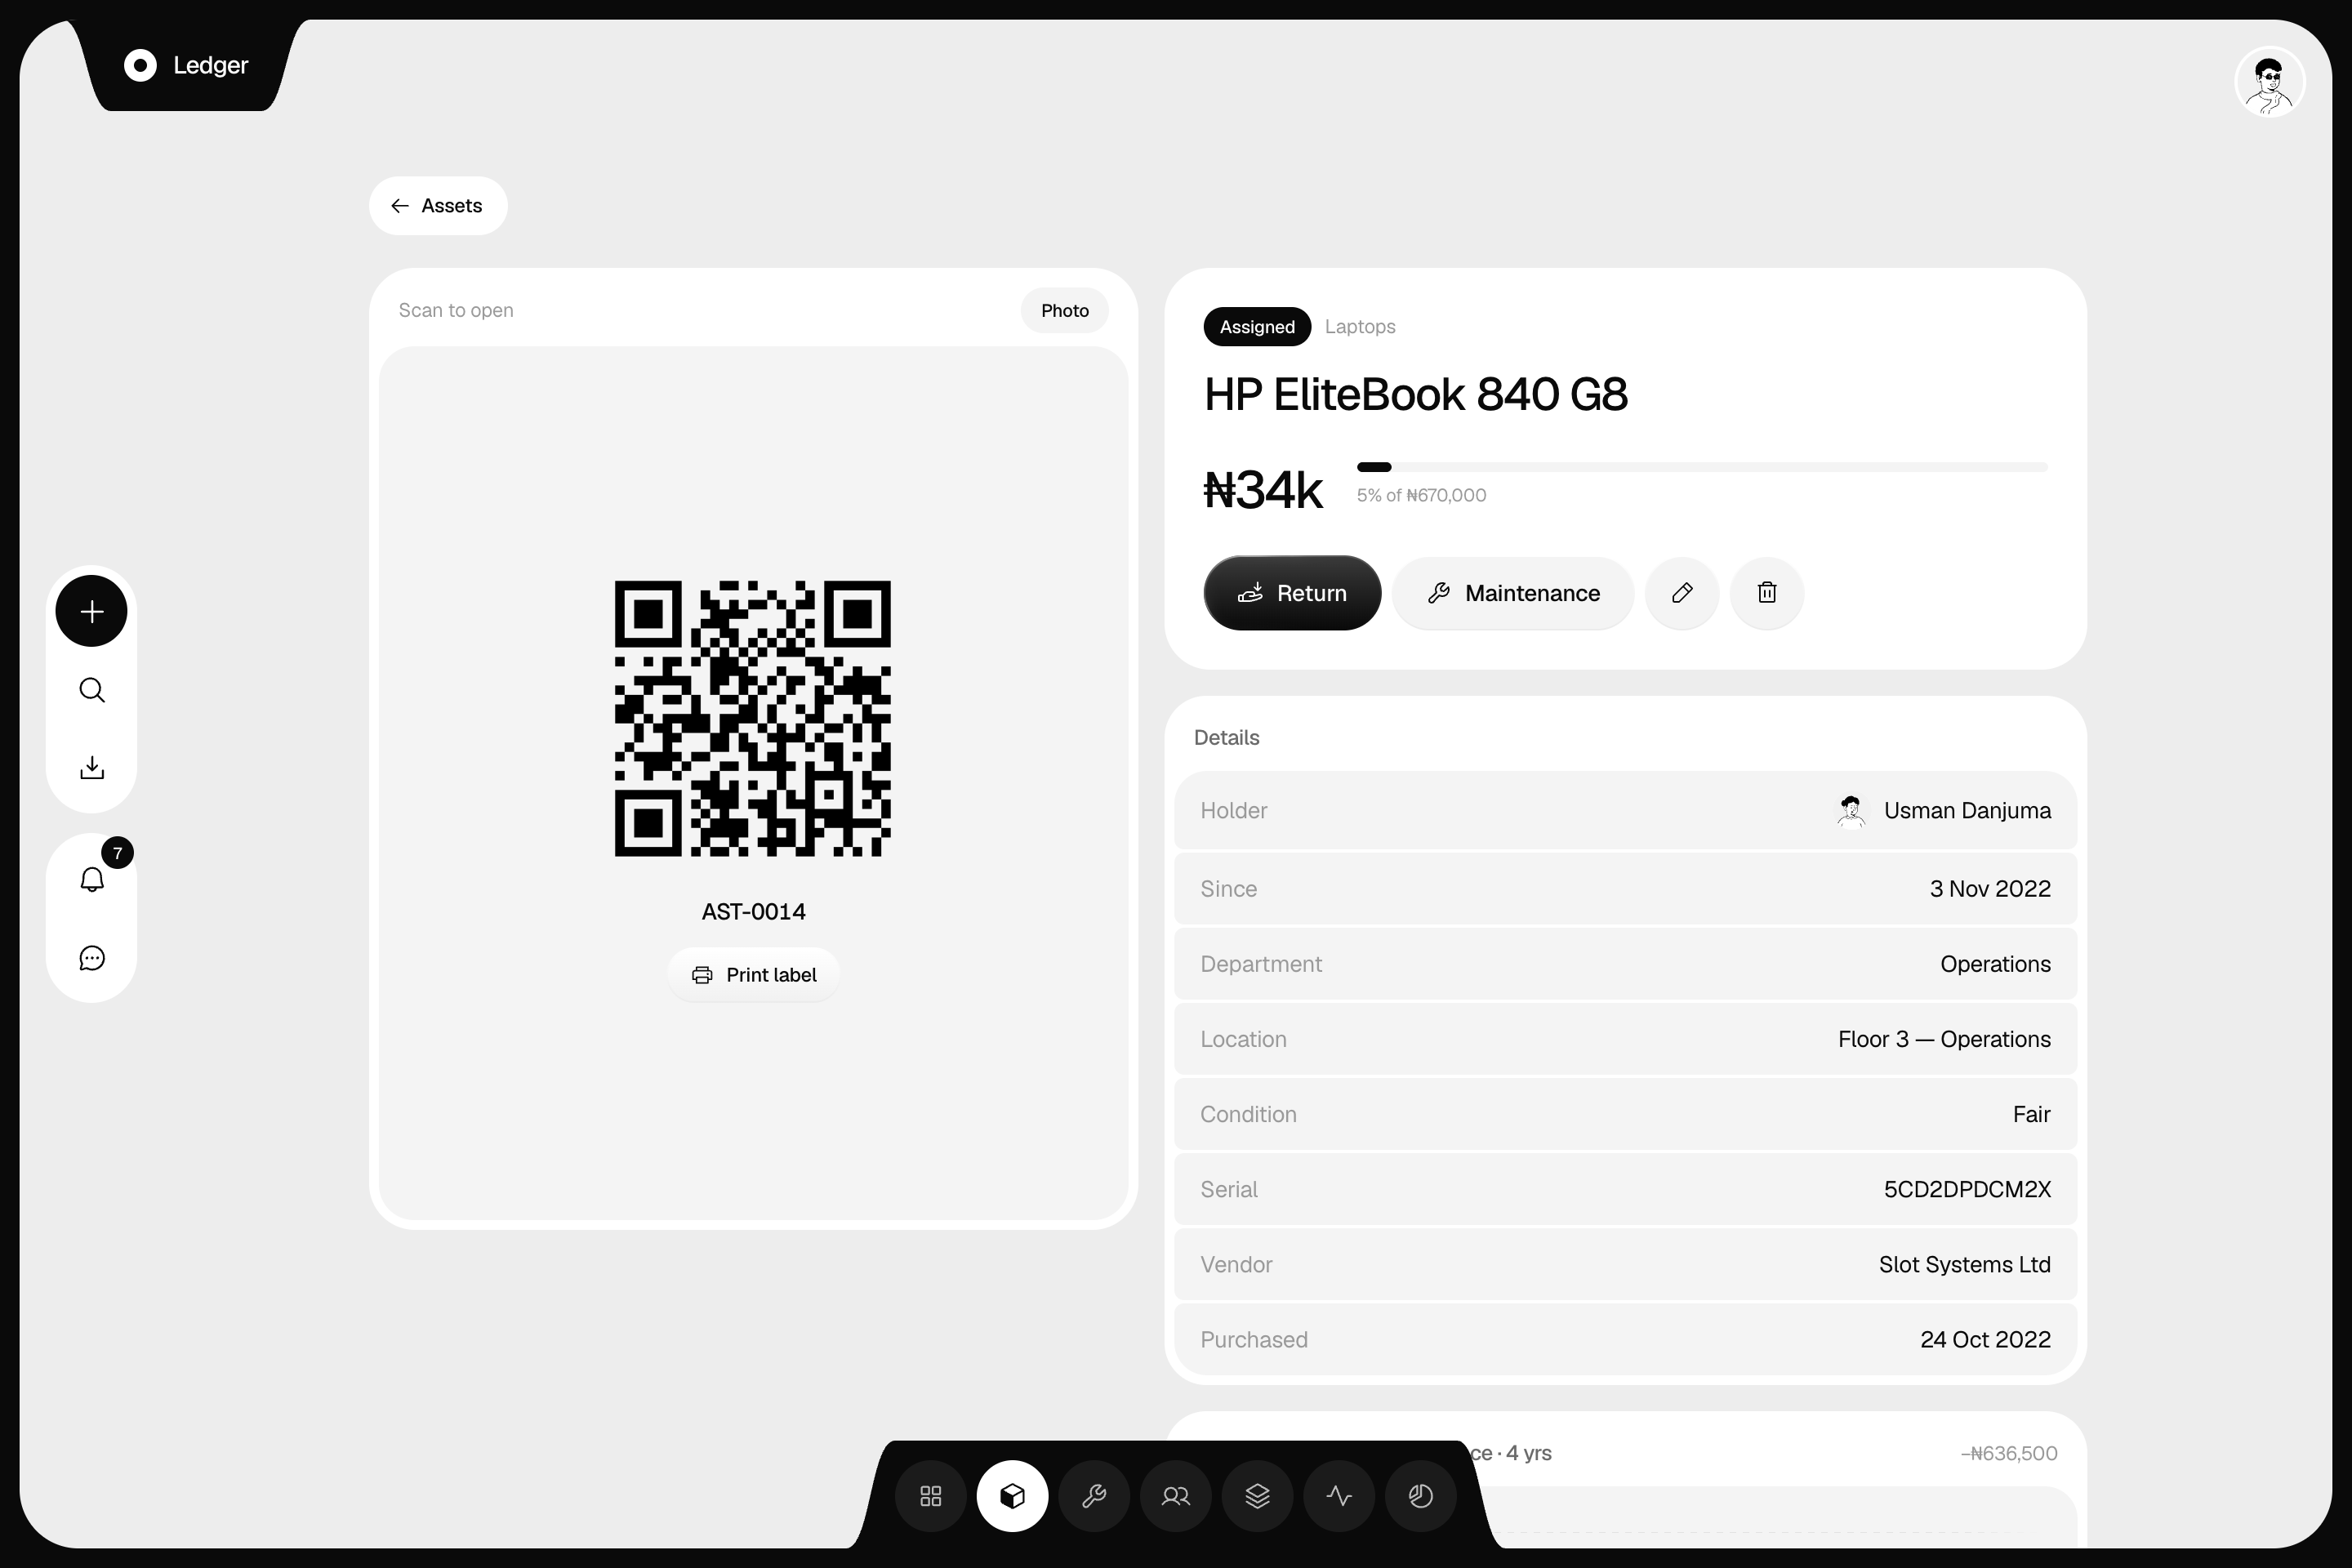 Ledger
Assets
Scan to open
Photo
AST-0014
Print label
Assigned
Laptops
HP EliteBook 840 G8
₦34k
5% of ₦670,000
Return
Maintenance
Details
Holder
Usman Danjuma
Since
3 Nov 2022
Department
Operations
Location
Floor 3 — Operations
Condition
Fair
Serial
5CD2DPDCM2X
Vendor
Slot Systems Ltd
Purchased
24 Oct 2022
7
· 4 yrs
−₦636,500